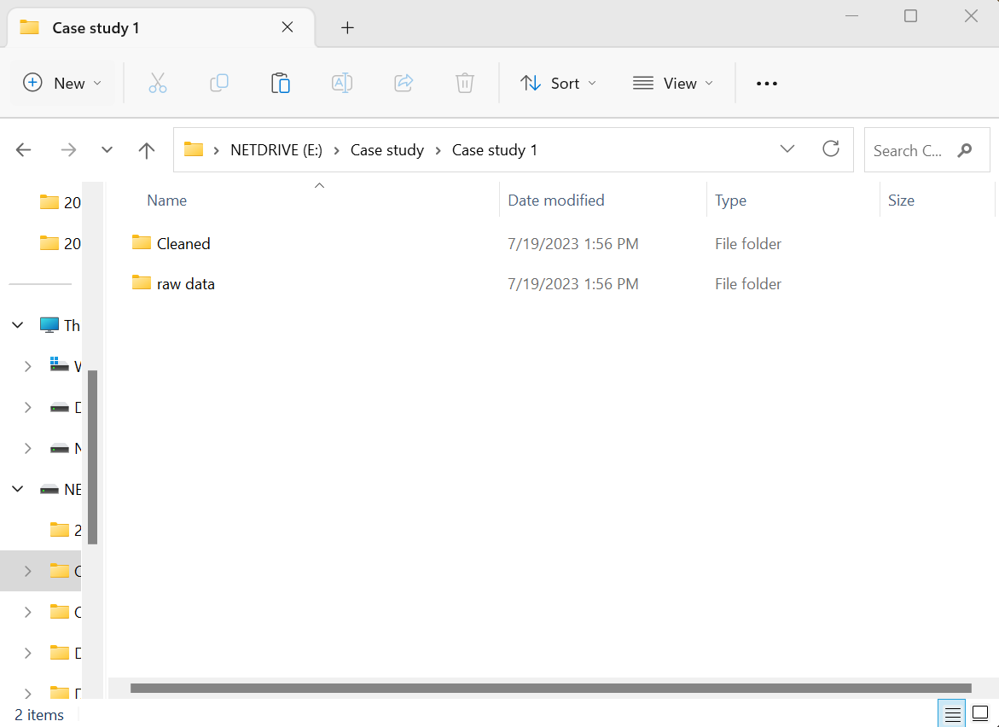 Case study 1
New
Sort
View
NETDRIVE (E:) Case study Case study 1
Search C...
Name Date modified Type Size
Cleaned 7/19/2023 1:56 PM File folder
raw data 7/19/2023 1:56 PM File folder
20
20
Th
NE
2
2 items